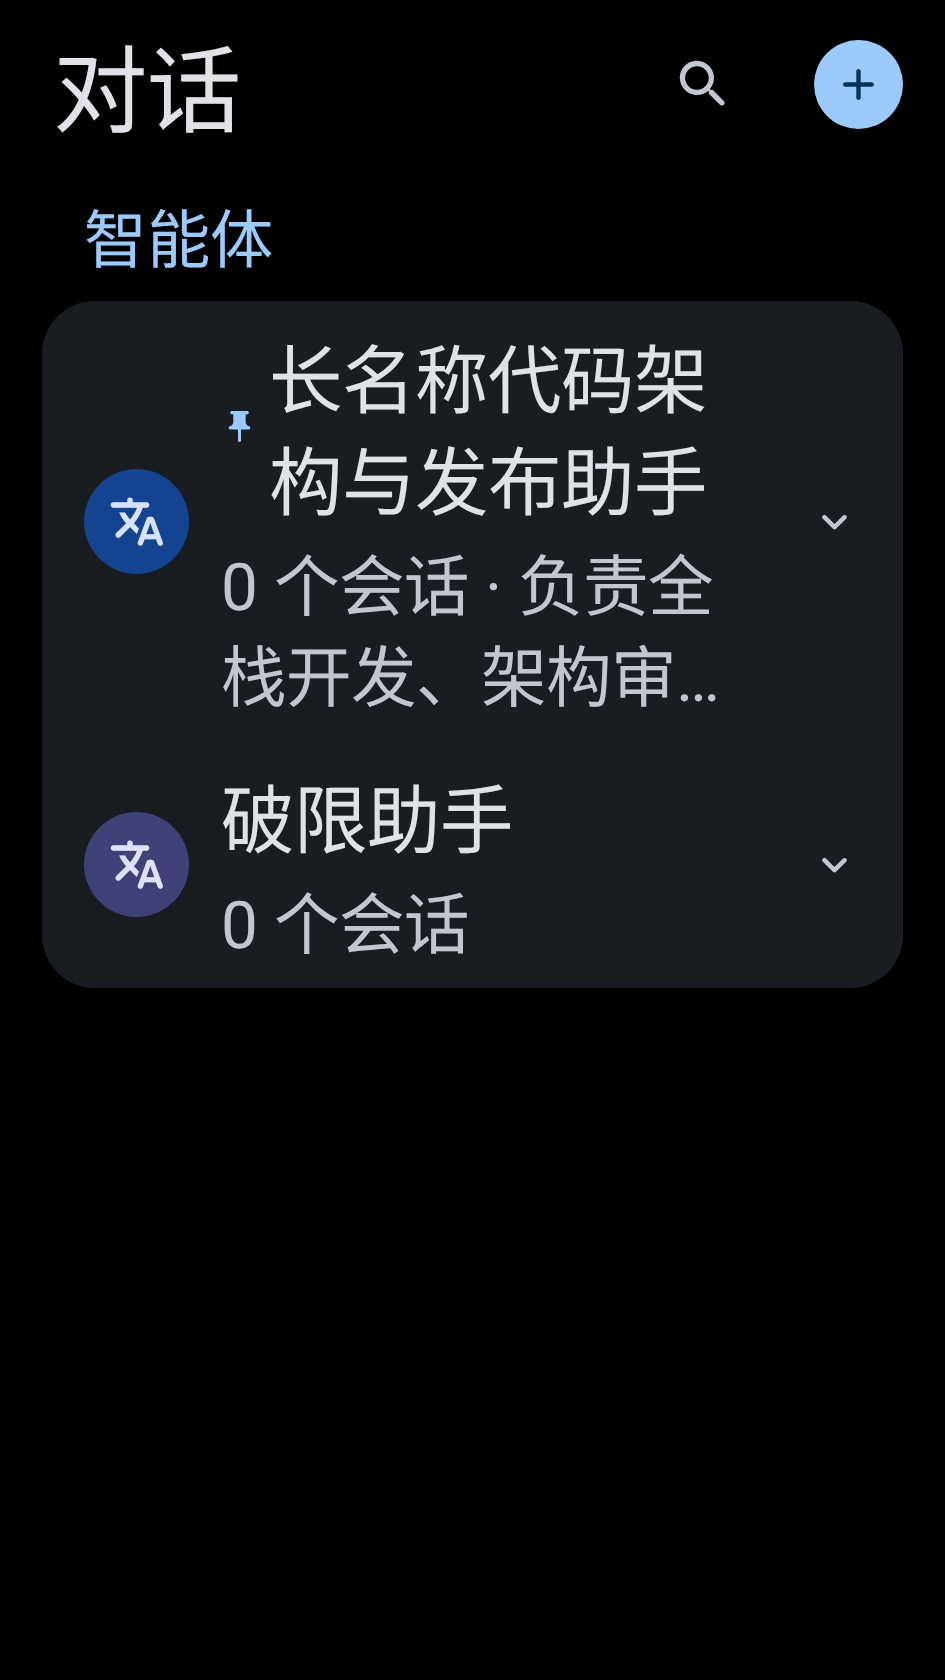 对话
智能体
长名称代码架
构与发布助手
0 个会话 · 负责全
栈开发、架构审...
破限助手
0 个会话